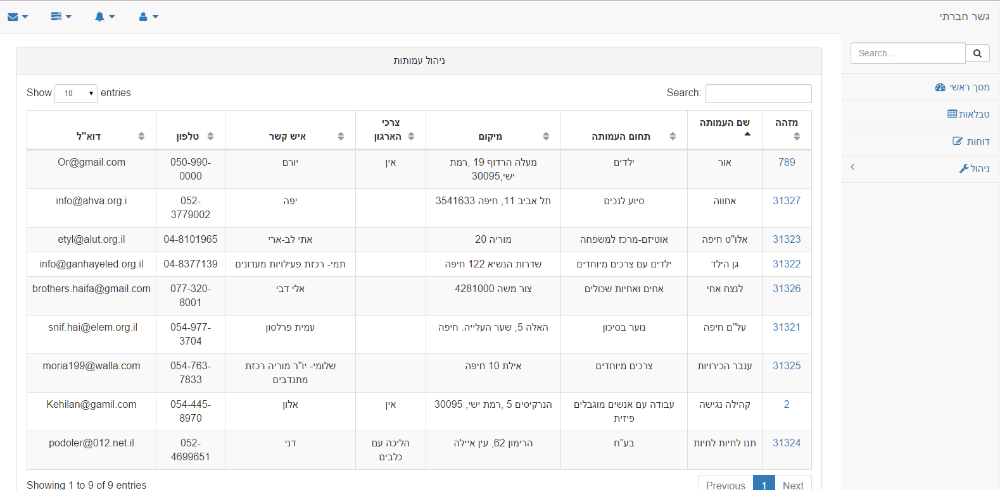 גשר חברתי
Search...
מסך ראשי
טבלאות
דוחות
ניהול
ניהול עמותות
Show 10 entries
Search:
מזהה
שם העמותה
תחום העמותה
מיקום
צרכי
הארגון
איש קשר
טלפון
דוא"ל
789
אור
ילדים
מעלה הרדוף 19 ,רמת
ישי,30095
אין
יורם
050-990-
0000
Or@gmail.com
31327
אחווה
סיוע לנכים
תל אביב 11, חיפה 3541633
יפה
052-
3779002
info@ahva.org.i
31323
אלו"ט חיפה
אוטיזם-מרכז למשפחה
מוריה 20
אתי לב-ארי
04-8101965
etyl@alut.org.il
31322
גן הילד
ילדים עם צרכים מיוחדים
שדרות הנשיא 122 חיפה
תמי- רכזת פעילויות מעדונים
04-8377139
info@ganhayeled.org.il
31326
לנצח אחי
אחים ואחיות שכולים
צור משה 4281000
אלי דבי
077-320-
8001
brothers.haifa@gmail.com
31321
על"ם חיפה
נוער בסיכון
האלה 5, שער העלייה. חיפה
עמית פרלסון
054-977-
3704
snif.hai@elem.org.il
31325
ענבר הכירויות
צרכים מיוחדים
אילת 10 חיפה
שלומי- יו"ר מוריה רכזת
מתנדבים
054-763-
7833
moria199@walla.com
2
קהילה נגישה
עבודה עם אנשים מוגבלים
פיזית
הנרקיסים 5 ,רמת ישי, 30095
אין
אלון
054-445-
8970
Kehilan@gamil.com
31324
תנו לחיות לחיות
בע"ח
הרימון 62, עין איילה
הליכה עם
כלבים
דני
052-
4699651
podoler@012.net.il
Showing 1 to 9 of 9 entries
Previous 1 Next